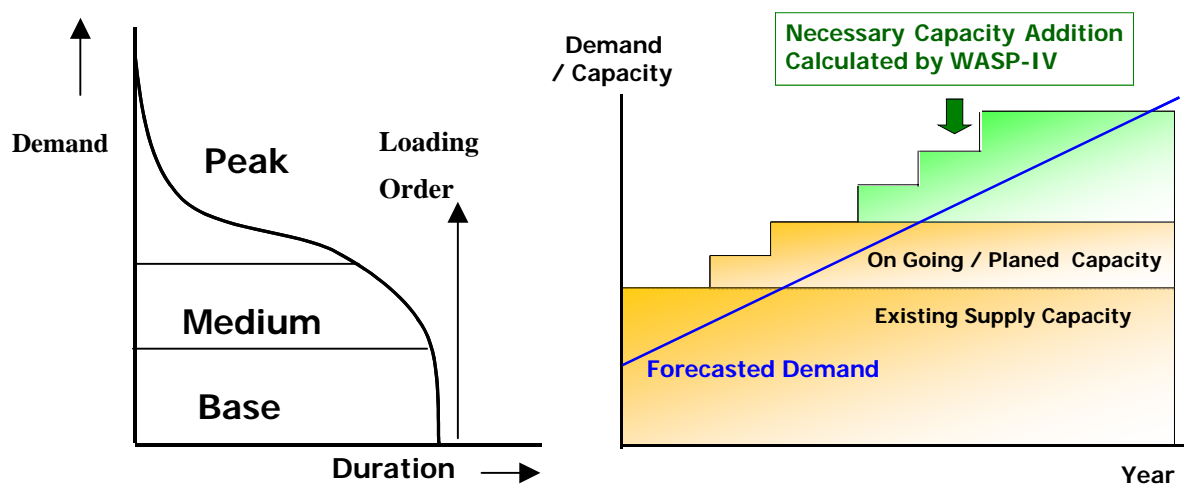 Demand
Peak
Medium
Base
Loading
Order
Duration
Demand
/ Capacity
Necessary Capacity Addition
Calculated by WASP-IV
On Going / Planed Capacity
Existing Supply Capacity
Forecasted Demand
Year